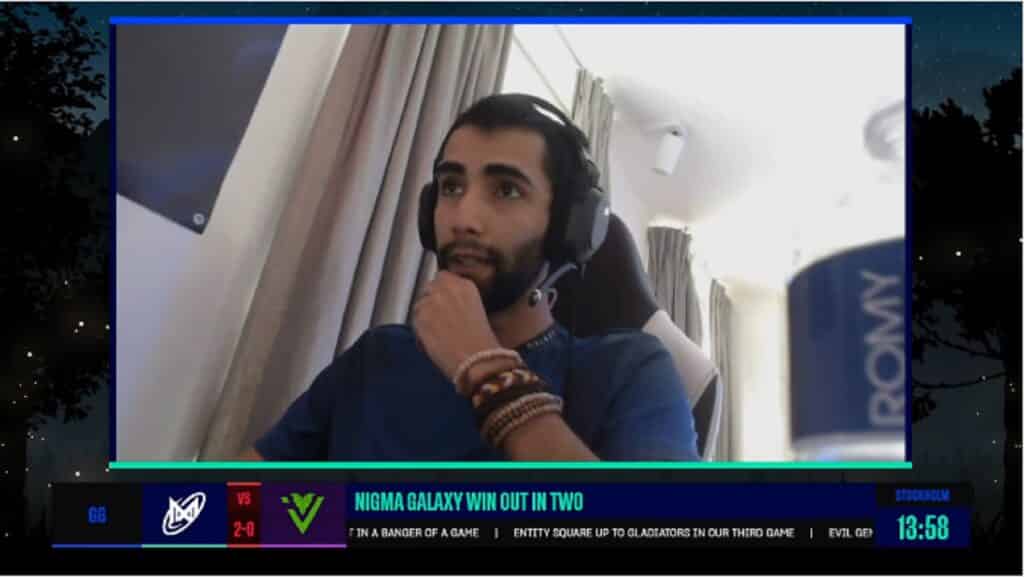 ROMY
GG
VS
2-0
NIGMA GALAXY WIN OUT IN TWO
T IN A BANGER OF A GAME | ENTITY SQUARE UP TO GLADIATORS IN OUR THIRD GAME | EVIL GEN
STOCKHOLM
13:58